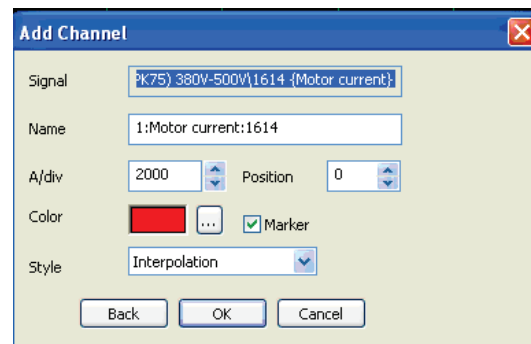 Add Channel
Signal PK75) 380V-500V\1614 {Motor current}
Name 1:Motor current:1614
A/div 2000 Position 0
Color ... Marker
Style Interpolation
Back OK Cancel